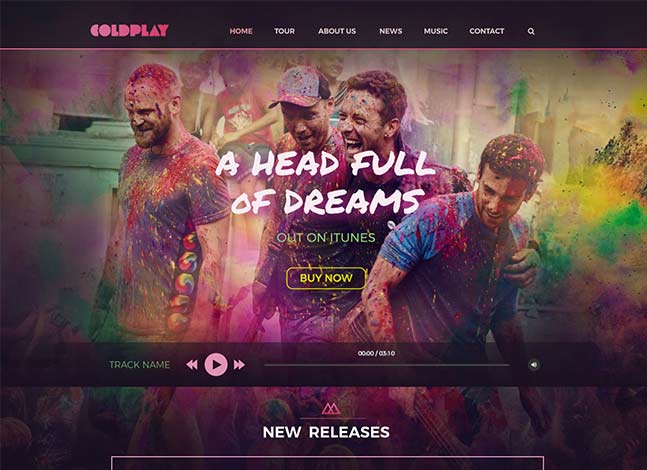 COLDPLAY
HOME TOUR ABOUT US NEWS MUSIC CONTACT
A HEAD FULL
OF DREAMS
OUT ON ITUNES
BUY NOW
00:00 / 03:10
TRACK NAME
NEW RELEASES